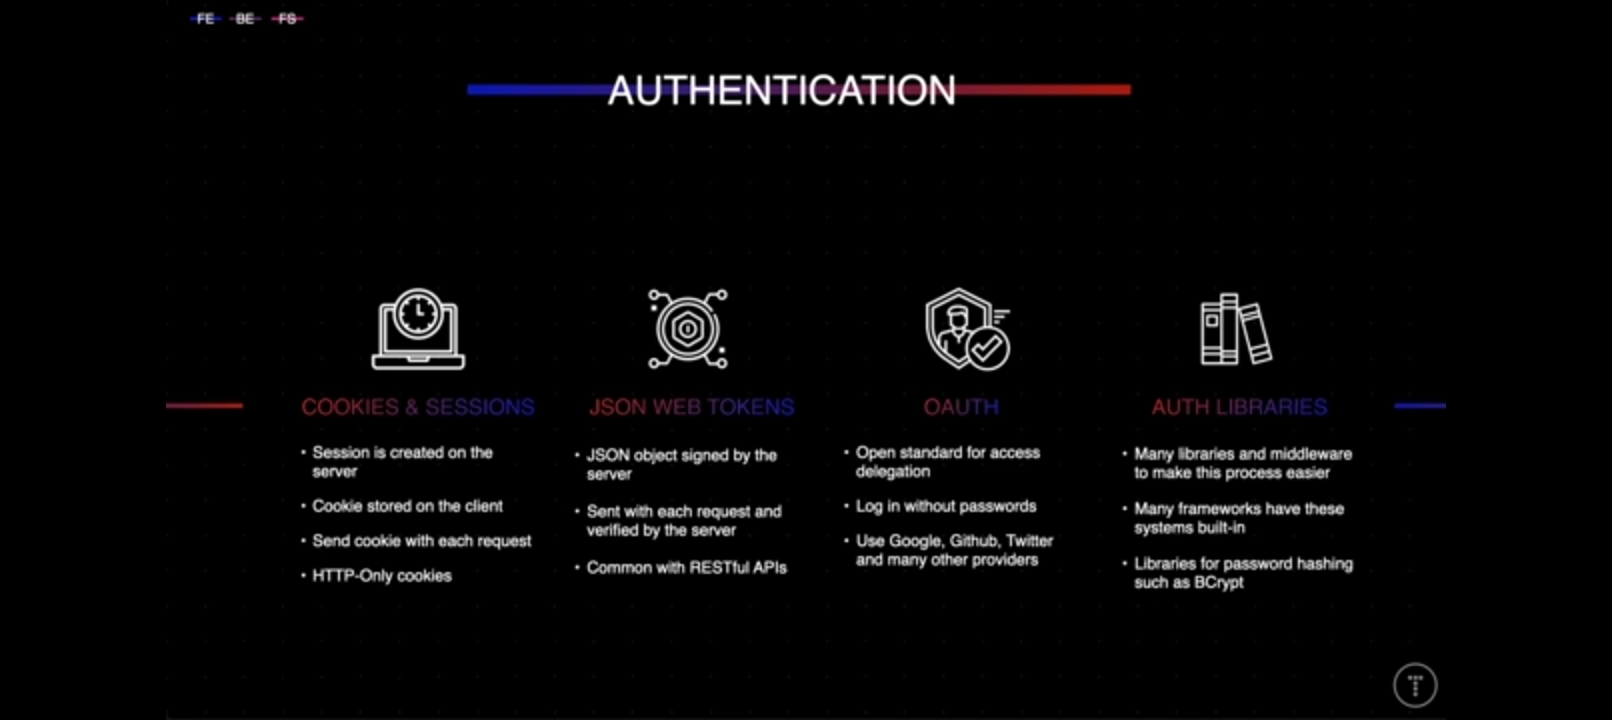 FE BE FS
AUTHENTICATION
COOKIES & SESSIONS
• Session is created on the
server
• Cookie stored on the client
• Send cookie with each request
• HTTP-Only cookies
JSON WEB TOKENS
• JSON object signed by the
server
• Sent with each request and
verified by the server
• Common with RESTful APIs
OAUTH
• Open standard for access
delegation
• Log in without passwords
• Use Google, Github, Twitter
and many other providers
AUTH LIBRARIES
• Many libraries and middleware
to make this process easier
• Many frameworks have these
systems built-in
• Libraries for password hashing
such as BCrypt
T